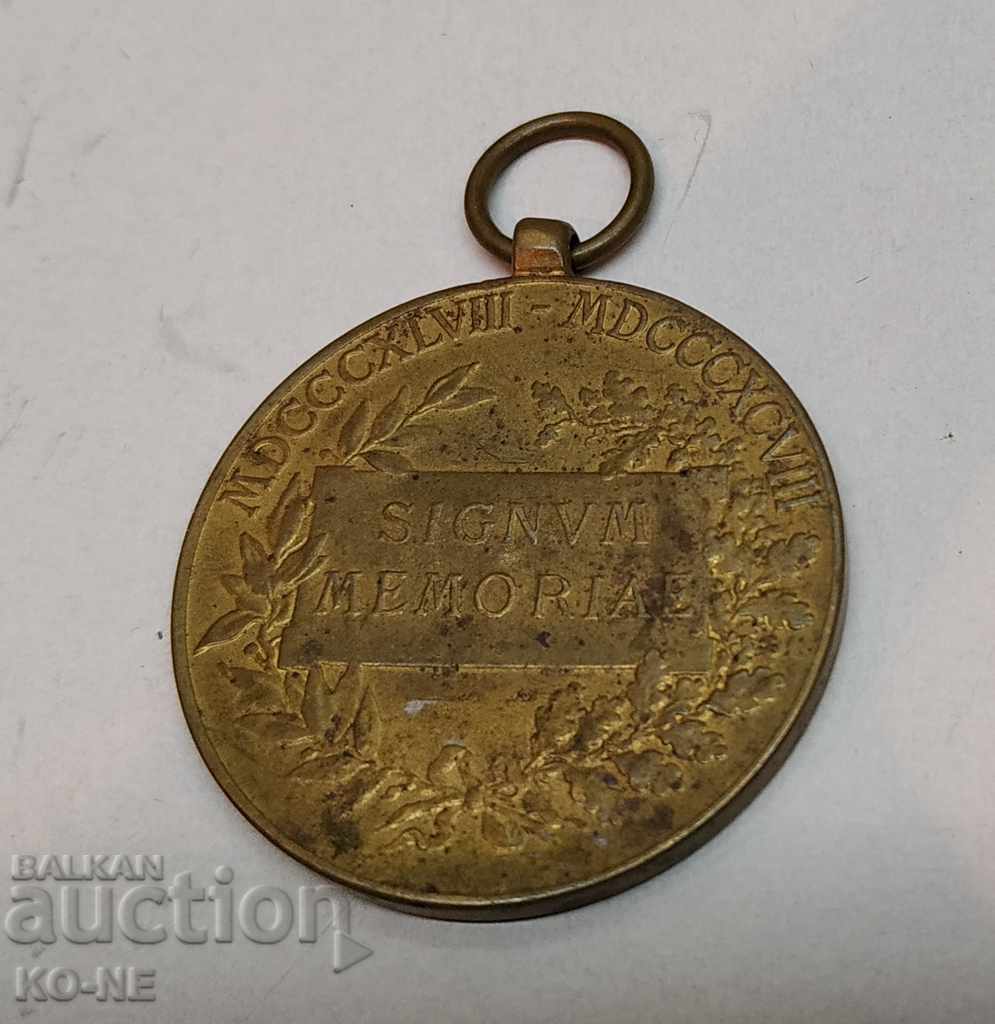 MDCCCXLVIII - MDCCCXCVIII
SIGNVM
MEMORIAE
BALKAN
auction
KO-NE